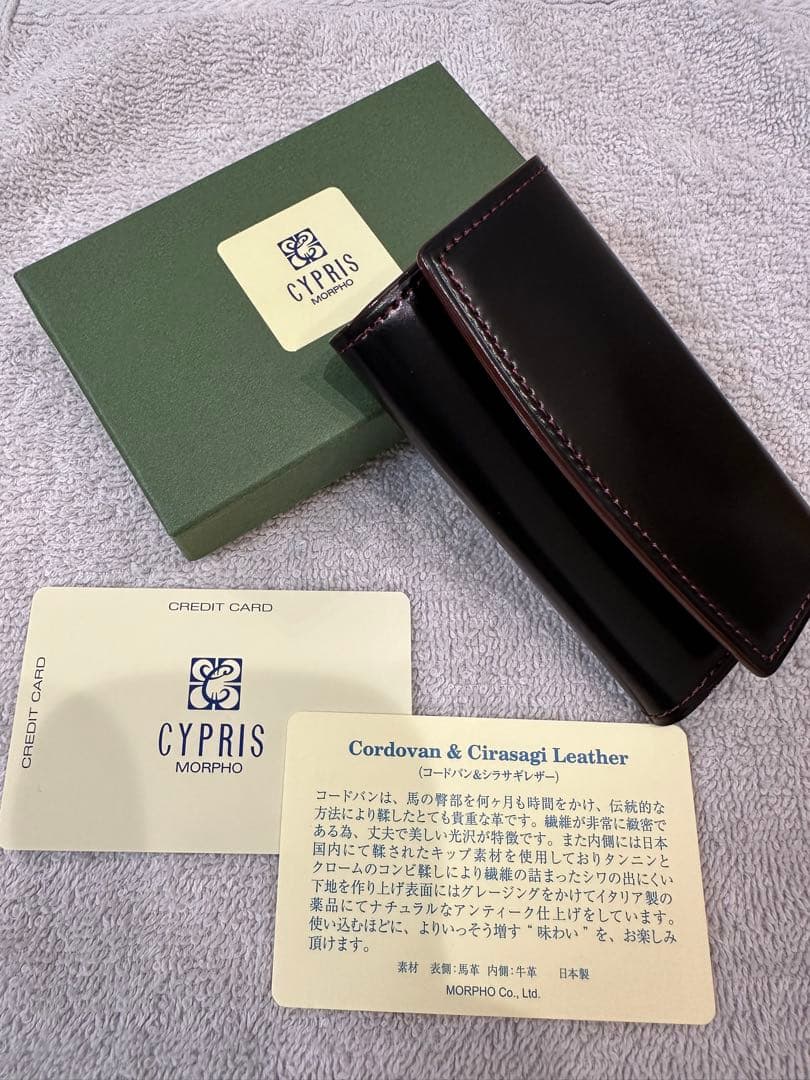 CYPRIS
MORPHO
CREDIT CARD
CREDIT CARD
CYPRIS
MORPHO
Cordovan & Cirasagi Leather
(コードバン&シラサギレザー)
コードバンは、馬の臀部を何ヶ月も時間をかけ、伝統的な
方法により鞣したとても貴重な革です。繊維が非常に緻密で
ある為、丈夫で美しい光沢が特徴です。また内側には日本
国内にて鞣されたキップ素材を使用しておりタンニンと
クロームのコンビ鞣しにより繊維の詰まったシワの出にくい
下地を作り上げ表面にはグレージングをかけてイタリア製の
薬品にてナチュラルなアンティーク仕上げをしています。
使い込むほどに、よりいっそう増す“味わい”を、お楽しみ
頂けます。
素材 表側:馬革 内側:牛革 日本製
MORPHO Co., Ltd.